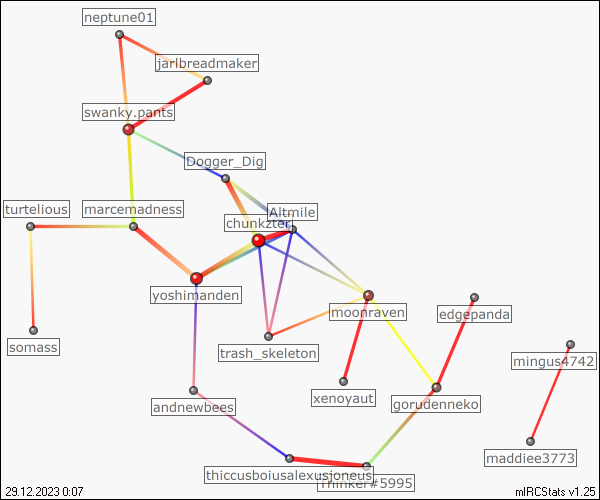 neptune01
jarlbreadmaker
swanky.pants
Dogger_Dig
turtelious
marcemadness
Altmile
chunkzter
yoshimanden
moonraven
edgepanda
somass
trash_skeleton
mingus4742
xenoyaut
andnewbees
gorudenneko
maddiee3773
thiccusboiusalexusioneus
Thinker#5995
29.12.2023 0:07
mIRCStats v1.25